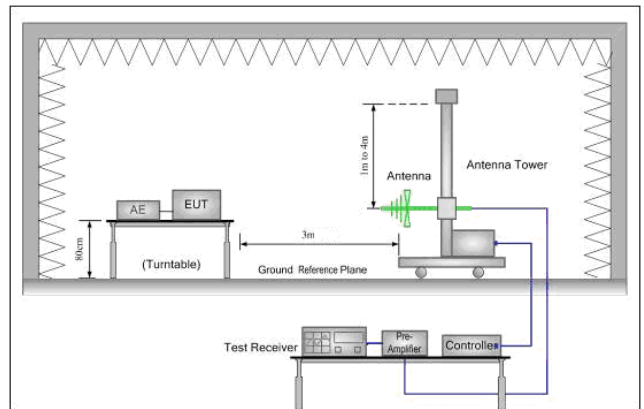 1m to 4m
Antenna
Antenna Tower
AE
EUT
3m
80cm
(Turntable)
Ground Reference Plane
Test Receiver
Pre-
Amplifier
Controller